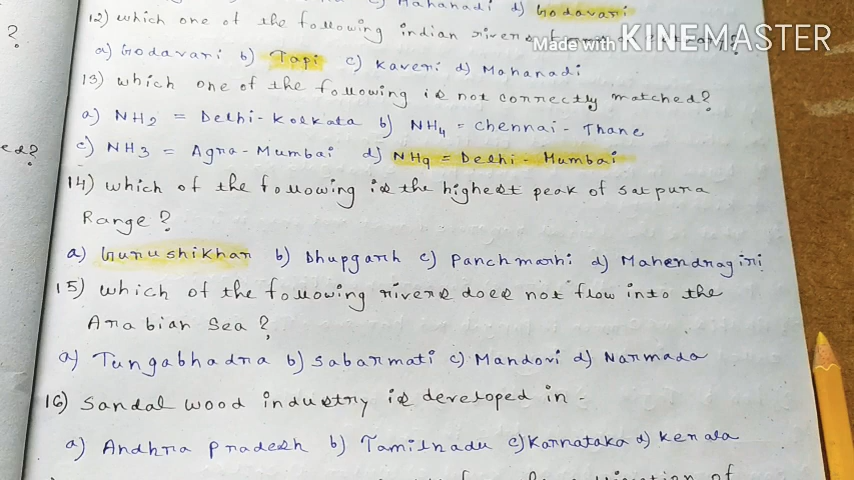 c) Mahanadi d) Godavari
12) which one of the following indian rivers
?
Made with KINEMASTER
a) Godavari b) Tapi c) Kaveri d) Mahanadi
13) which one of the following is not correctly matched?
a) NH2 = Delhi-Kolkata b) NH4 = Chennai - Thane
ed?
c) NH3 = Agra-Mumbai d) NH9 = Delhi - Mumbai
14) which of the following is the highest peak of satpura
Range?
a) Gurushikhar b) Dhupgarh c) Panchmarhi d) Mahendragiri
15) which of the following rivers does not flow into the
Arabian Sea?
a) Tungabhadra b) Sabarmati c) Mandovi d) Narmada
16) Sandal wood industry is developed in -
a) Andhra pradesh b) Tamilnadu c) Karnataka d) Kerala
of